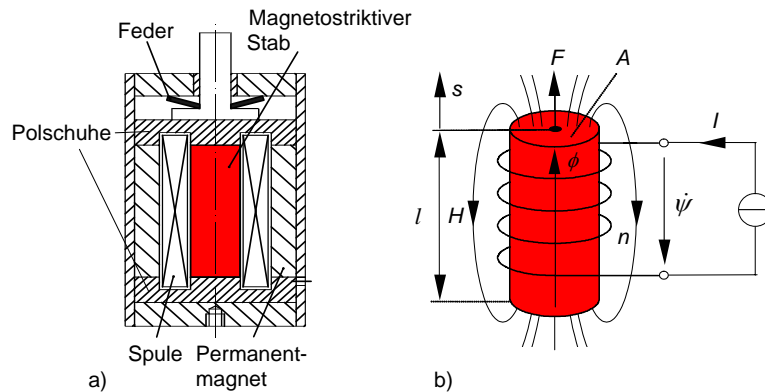 Feder
Magnetostriktiver
Stab
Polschuhe
Spule
Permanent-
magnet
a)
F
A
s
I
ϕ
l
H
n
ψ̇
b)